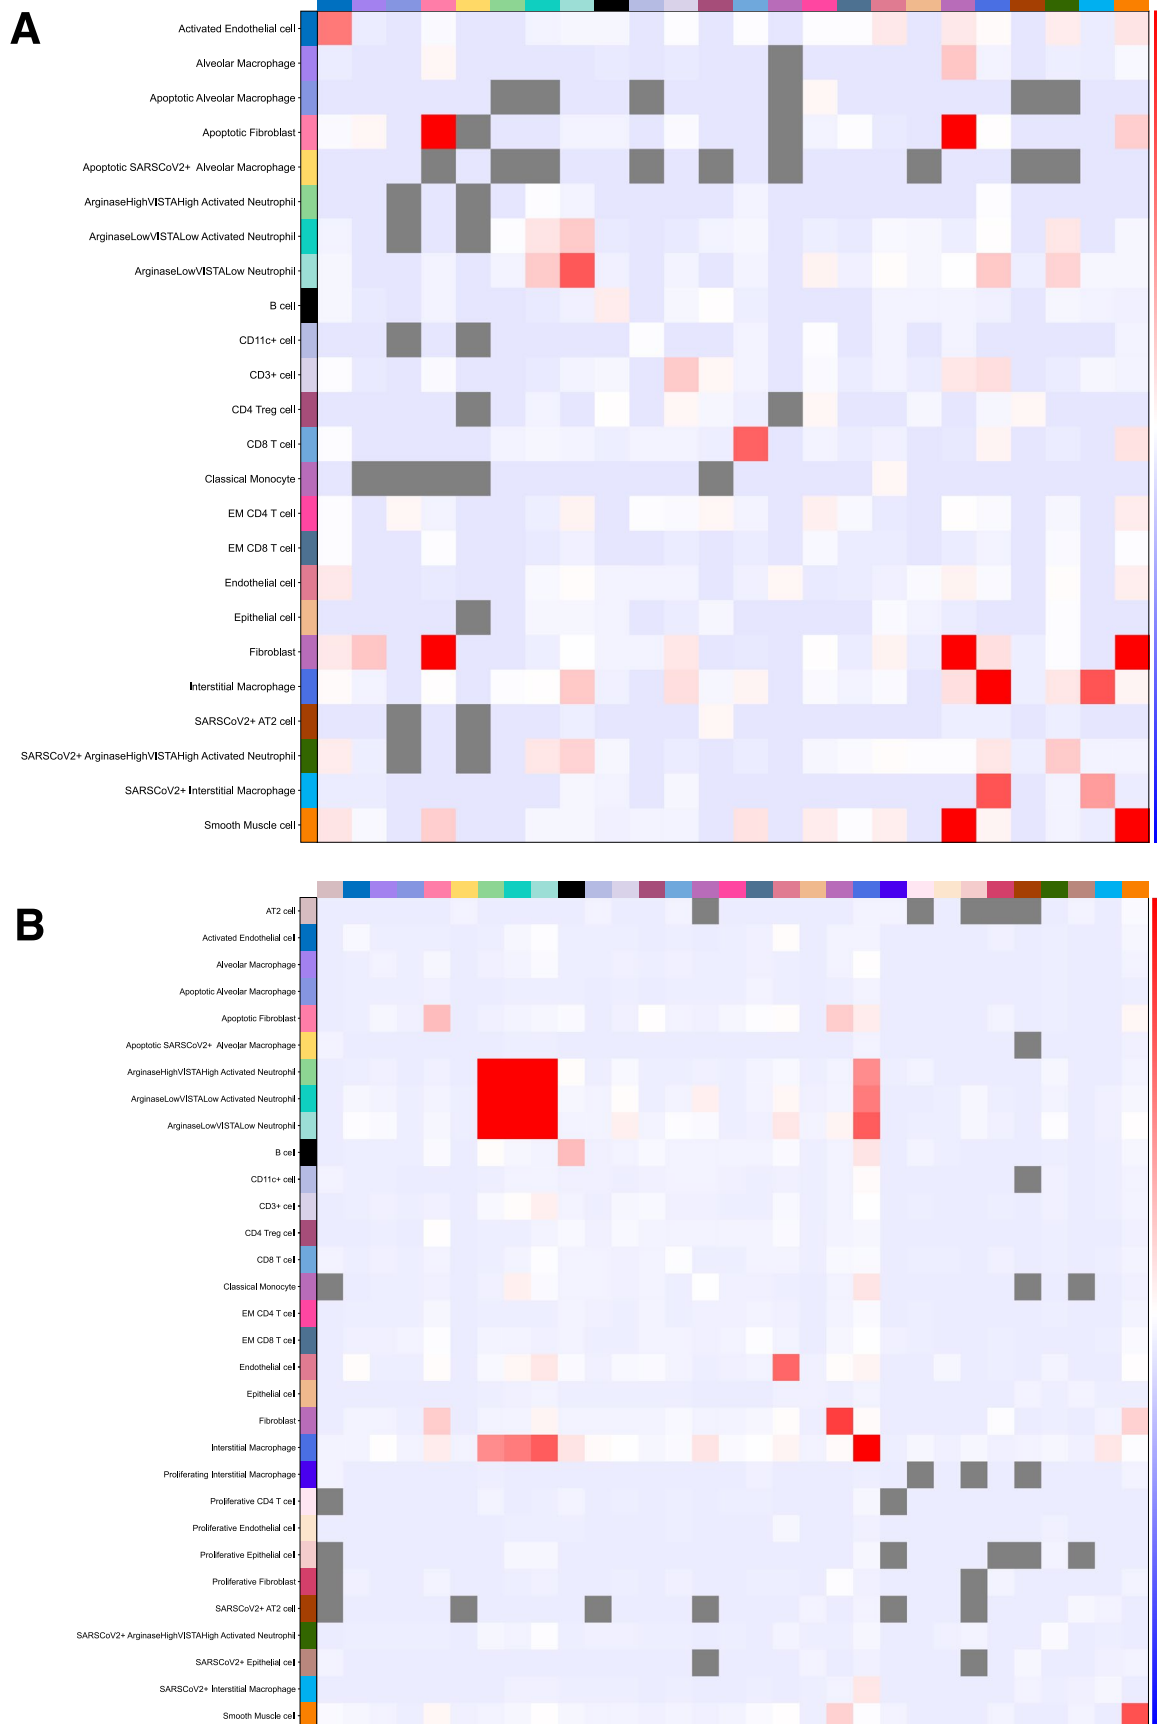 A
Activated Endothelial cell
Alveolar Macrophage
Apoptotic Alveolar Macrophage
Apoptotic Fibroblast
Apoptotic SARSCoV2+ Alveolar Macrophage
ArginaseHighVISTAHigh Activated Neutrophil
ArginaseLowVISTALow Activated Neutrophil
ArginaseLowVISTALow Neutrophil
B cell
CD11c+ cell
CD3+ cell
CD4 Treg cell
CD8 T cell
Classical Monocyte
EM CD4 T cell
EM CD8 T cell
Endothelial cell
Epithelial cell
Fibroblast
Interstitial Macrophage
SARSCoV2+ AT2 cell
SARSCoV2+ ArginaseHighVISTAHigh Activated Neutrophil
SARSCoV2+ Interstitial Macrophage
Smooth Muscle cell
B
AT2 cell
Activated Endothelial cell
Alveolar Macrophage
Apoptotic Alveolar Macrophage
Apoptotic Fibroblast
Apoptotic SARSCoV2+ Alveolar Macrophage
ArginaseHighVISTAHigh Activated Neutrophil
ArginaseLowVISTALow Activated Neutrophil
ArginaseLowVISTALow Neutrophil
B cell
CD11c+ cell
CD3+ cell
CD4 Treg cell
CD8 T cell
Classical Monocyte
EM CD4 T cell
EM CD8 T cell
Endothelial cell
Epithelial cell
Fibroblast
Interstitial Macrophage
Proliferating Interstitial Macrophage
Proliferative CD4 T cell
Proliferative Endothelial cell
Proliferative Epithelial cell
Proliferative Fibroblast
SARSCoV2+ AT2 cell
SARSCoV2+ ArginaseHighVISTAHigh Activated Neutrophil
SARSCoV2+ Epithelial cell
SARSCoV2+ Interstitial Macrophage
Smooth Muscle cell